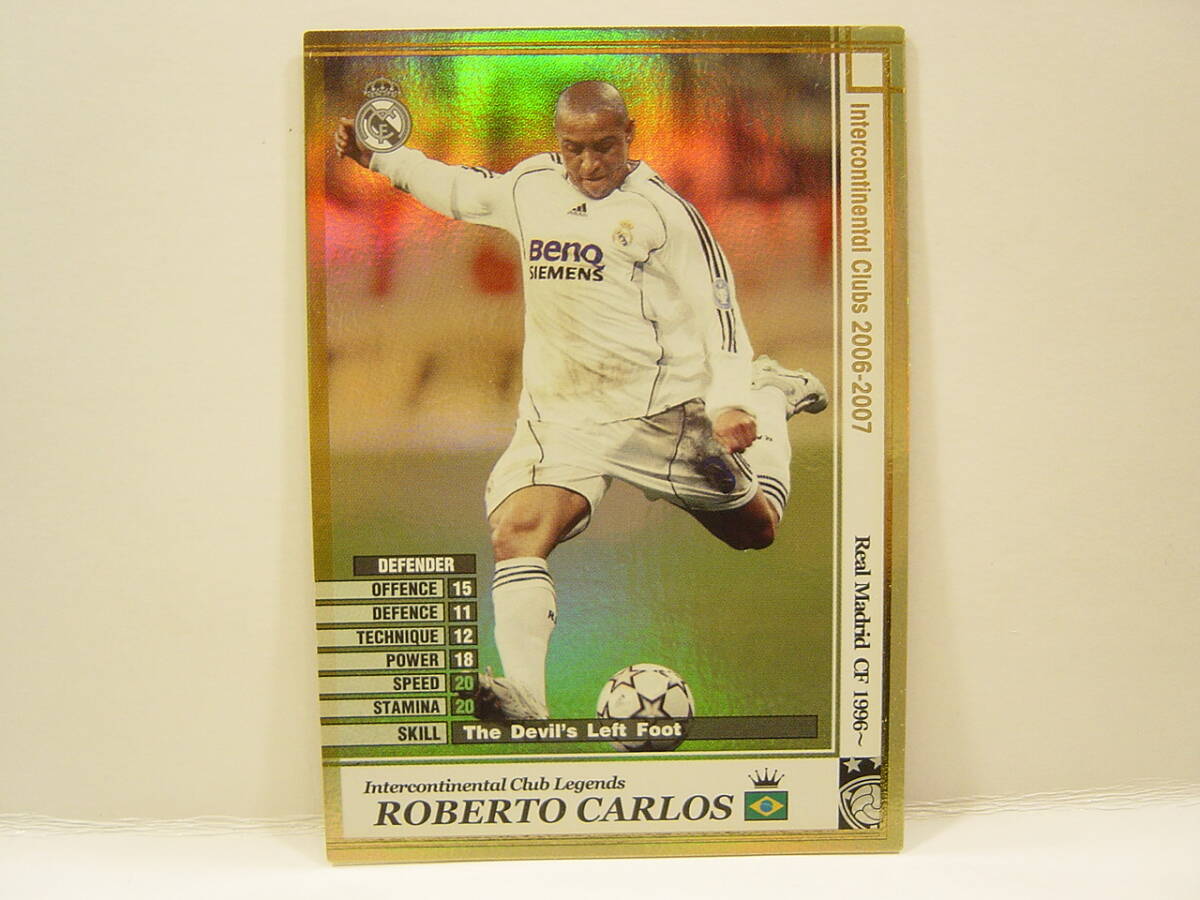 Intercontinental Clubs 2006-2007
Real Madrid CF 1996~
adidas
BenQ
SIEMENS
DEFENDER
OFFENCE 15
DEFENCE 11
TECHNIQUE 12
POWER 18
SPEED 20
STAMINA 20
SKILL The Devil's Left Foot
Intercontinental Club Legends
ROBERTO CARLOS